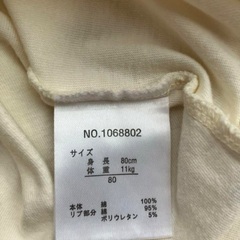 NO.1068802
サイズ
身長 80cm
体重 11kg
80
本体 綿 100%
リブ部分 綿 95%
ポリウレタン 5%